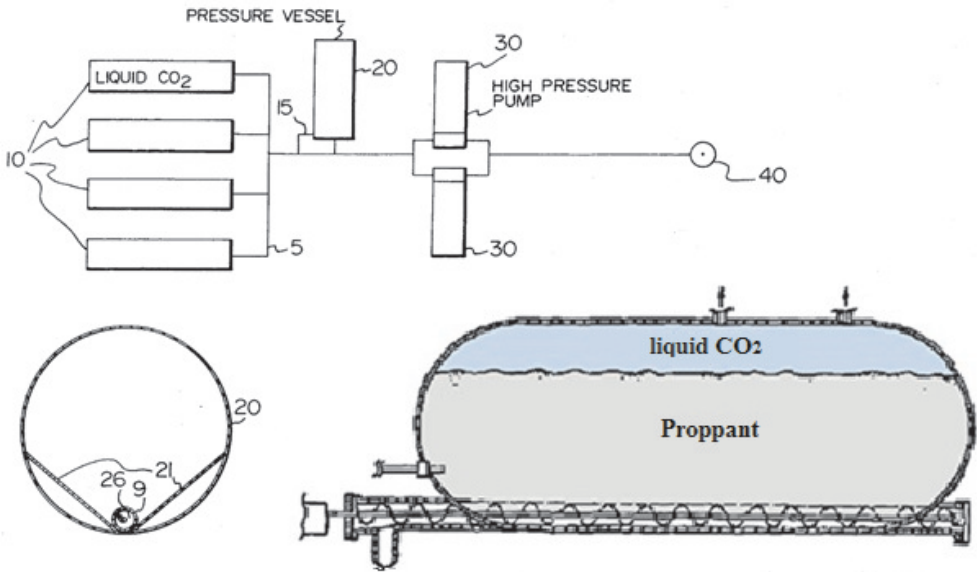 PRESSURE VESSEL
30
LIQUID CO2
20
HIGH PRESSURE
PUMP
15
10
40
5
30
liquid CO2
20
Proppant
21
26 9